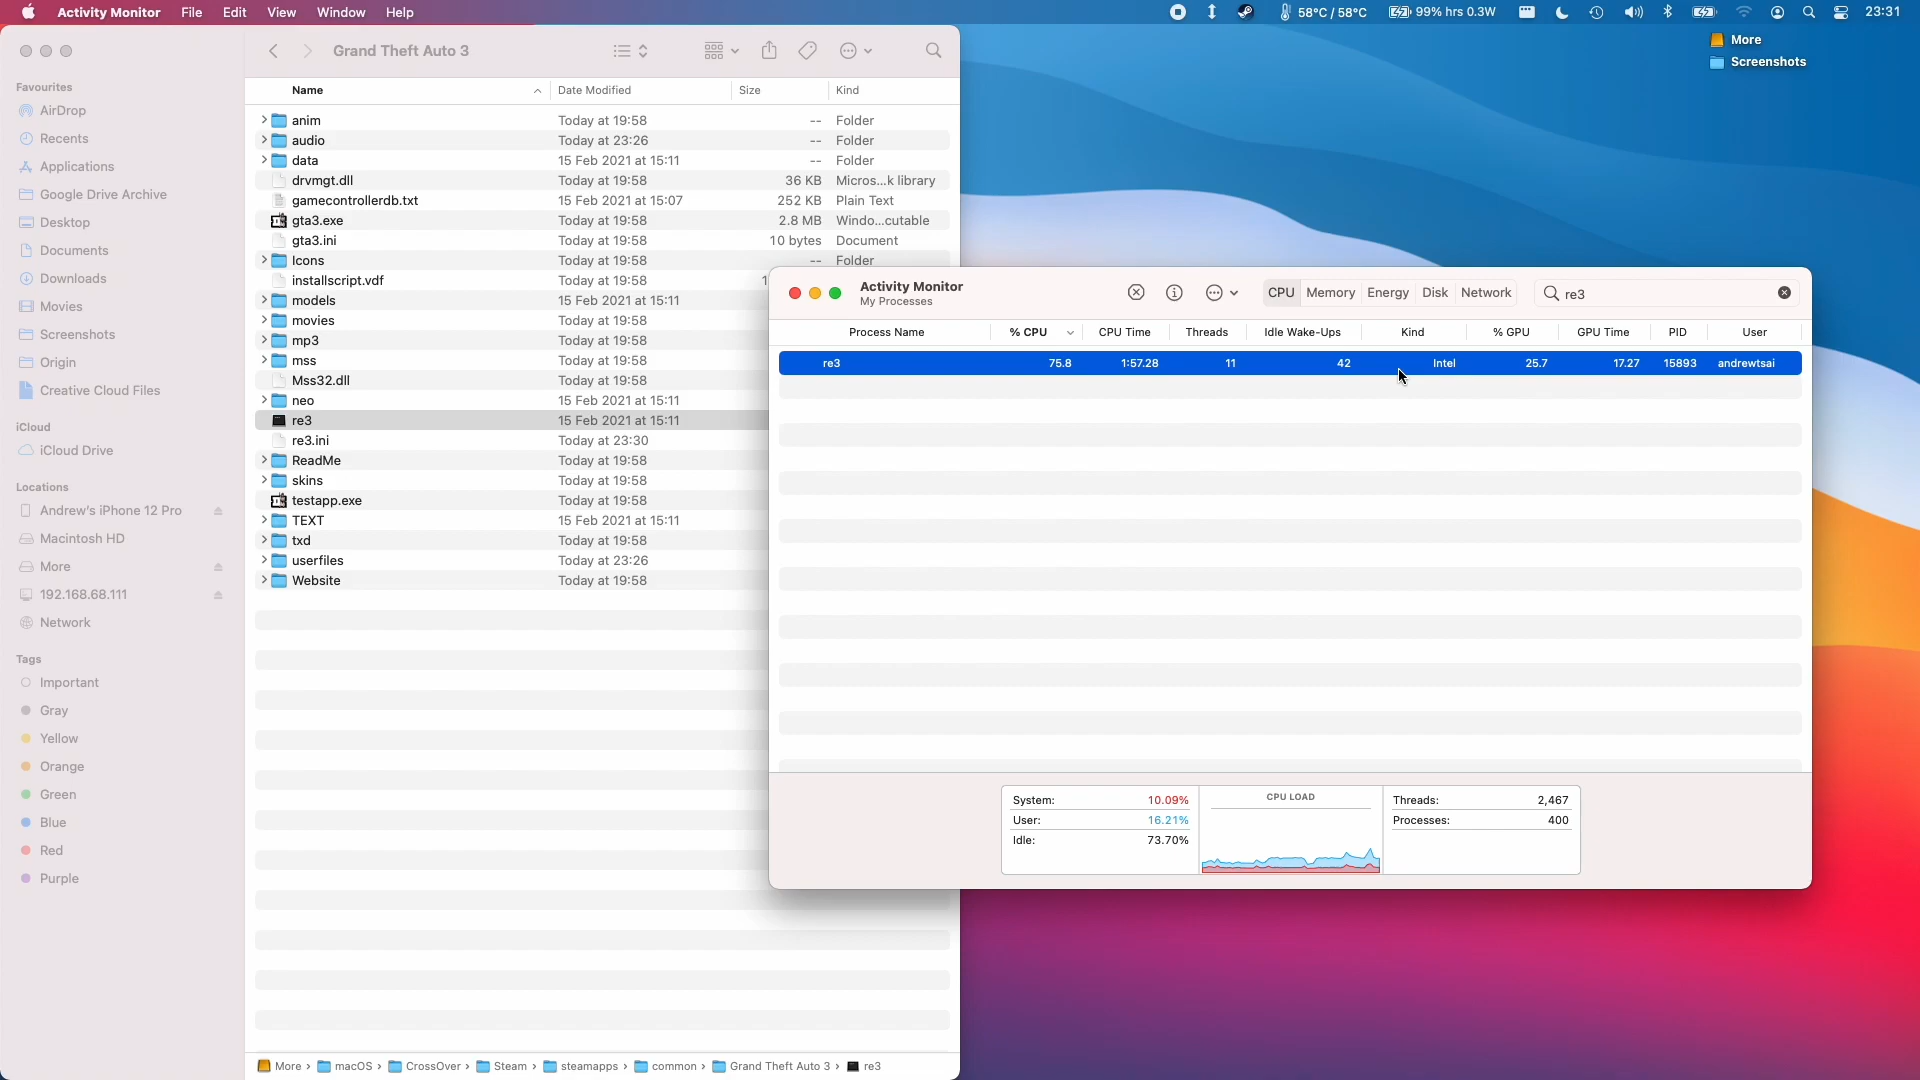 Activity Monitor File Edit View Window Help 58°C / 58°C 99% hrs 0.3W 23:31
More
Screenshots
Grand Theft Auto 3
Favourites
AirDrop
Recents
Applications
Google Drive Archive
Desktop
Documents
Downloads
Movies
Screenshots
Origin
Creative Cloud Files
iCloud
iCloud Drive
Locations
Andrew's iPhone 12 Pro
Macintosh HD
More
192.168.68.111
Network
Tags
Important
Gray
Yellow
Orange
Green
Blue
Red
Purple
Name Date Modified Size Kind
anim Today at 19:58 -- Folder
audio Today at 23:26 -- Folder
data 15 Feb 2021 at 15:11 -- Folder
drvmgt.dll Today at 19:58 36 KB Micros...k library
gamecontrollerdb.txt 15 Feb 2021 at 15:07 252 KB Plain Text
gta3.exe Today at 19:58 2.8 MB Windo...cutable
gta3.ini Today at 19:58 10 bytes Document
Icons Today at 19:58 -- Folder
installscript.vdf Today at 19:58 1
models 15 Feb 2021 at 15:11
movies Today at 19:58
mp3 Today at 19:58
mss Today at 19:58
Mss32.dll Today at 19:58
neo 15 Feb 2021 at 15:11
re3 15 Feb 2021 at 15:11
re3.ini Today at 23:30
ReadMe Today at 19:58
skins Today at 19:58
testapp.exe Today at 19:58
TEXT 15 Feb 2021 at 15:11
txd Today at 19:58
userfiles Today at 23:26
Website Today at 19:58
More › macOS › CrossOver › Steam › steamapps › common › Grand Theft Auto 3 › re3
Activity Monitor
My Processes
CPU Memory Energy Disk Network re3
Process Name % CPU CPU Time Threads Idle Wake-Ups Kind % GPU GPU Time PID User
re3 75.8 1:57.28 11 42 Intel 25.7 17.27 15893 andrewtsai
System: 10.09%
User: 16.21%
Idle: 73.70%
CPU LOAD
Threads: 2,467
Processes: 400